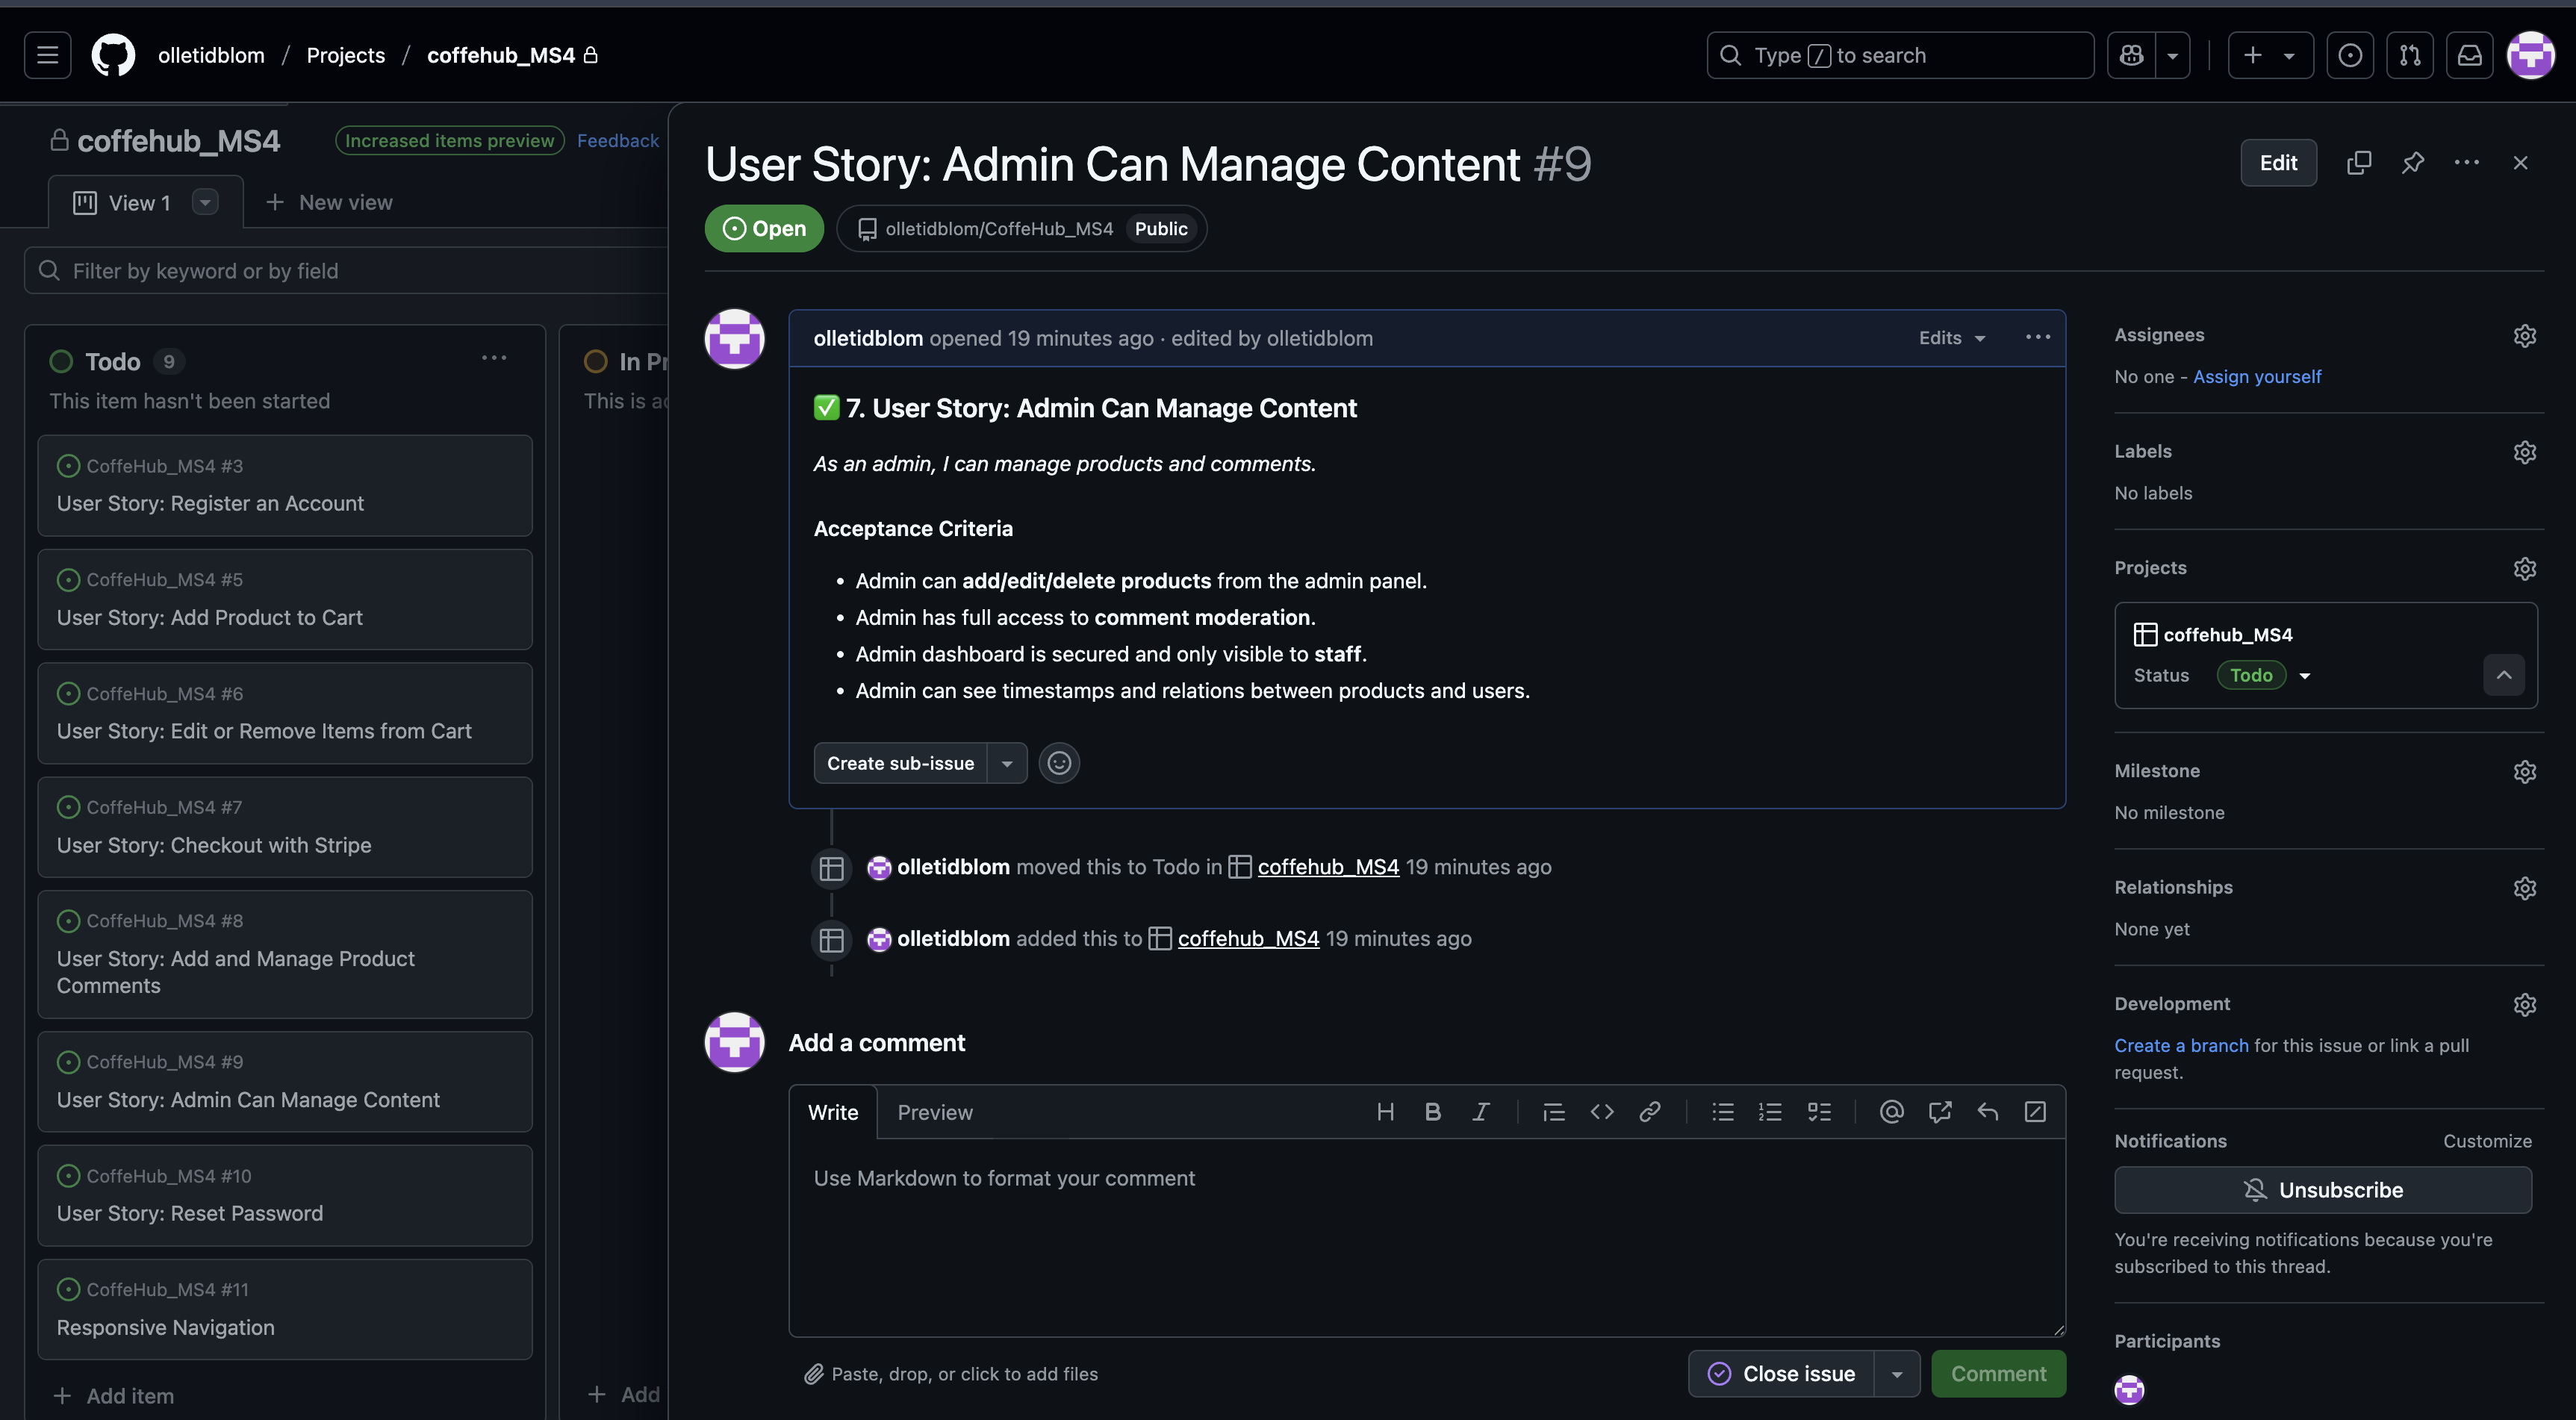 olletidblom / Projects / coffehub_MS4
Type / to search
coffehub_MS4
Increased items preview
Feedback
View 1
New view
Filter by keyword or by field
Todo 9
This item hasn't been started
CoffeHub_MS4 #3
User Story: Register an Account
CoffeHub_MS4 #5
User Story: Add Product to Cart
CoffeHub_MS4 #6
User Story: Edit or Remove Items from Cart
CoffeHub_MS4 #7
User Story: Checkout with Stripe
CoffeHub_MS4 #8
User Story: Add and Manage Product
Comments
CoffeHub_MS4 #9
User Story: Admin Can Manage Content
CoffeHub_MS4 #10
User Story: Reset Password
CoffeHub_MS4 #11
Responsive Navigation
+ Add item
In Pr
This is ac
+ Add
User Story: Admin Can Manage Content #9
Edit
Open
olletidblom/CoffeHub_MS4 Public
olletidblom opened 19 minutes ago · edited by olletidblom
Edits
✅ 7. User Story: Admin Can Manage Content
As an admin, I can manage products and comments.
Acceptance Criteria
• Admin can add/edit/delete products from the admin panel.
• Admin has full access to comment moderation.
• Admin dashboard is secured and only visible to staff.
• Admin can see timestamps and relations between products and users.
Create sub-issue
olletidblom moved this to Todo in coffehub_MS4 19 minutes ago
olletidblom added this to coffehub_MS4 19 minutes ago
Add a comment
Write
Preview
Use Markdown to format your comment
Paste, drop, or click to add files
Close issue
Comment
Assignees
No one - Assign yourself
Labels
No labels
Projects
coffehub_MS4
Status Todo
Milestone
No milestone
Relationships
None yet
Development
Create a branch for this issue or link a pull
request.
Notifications
Customize
Unsubscribe
You're receiving notifications because you're
subscribed to this thread.
Participants